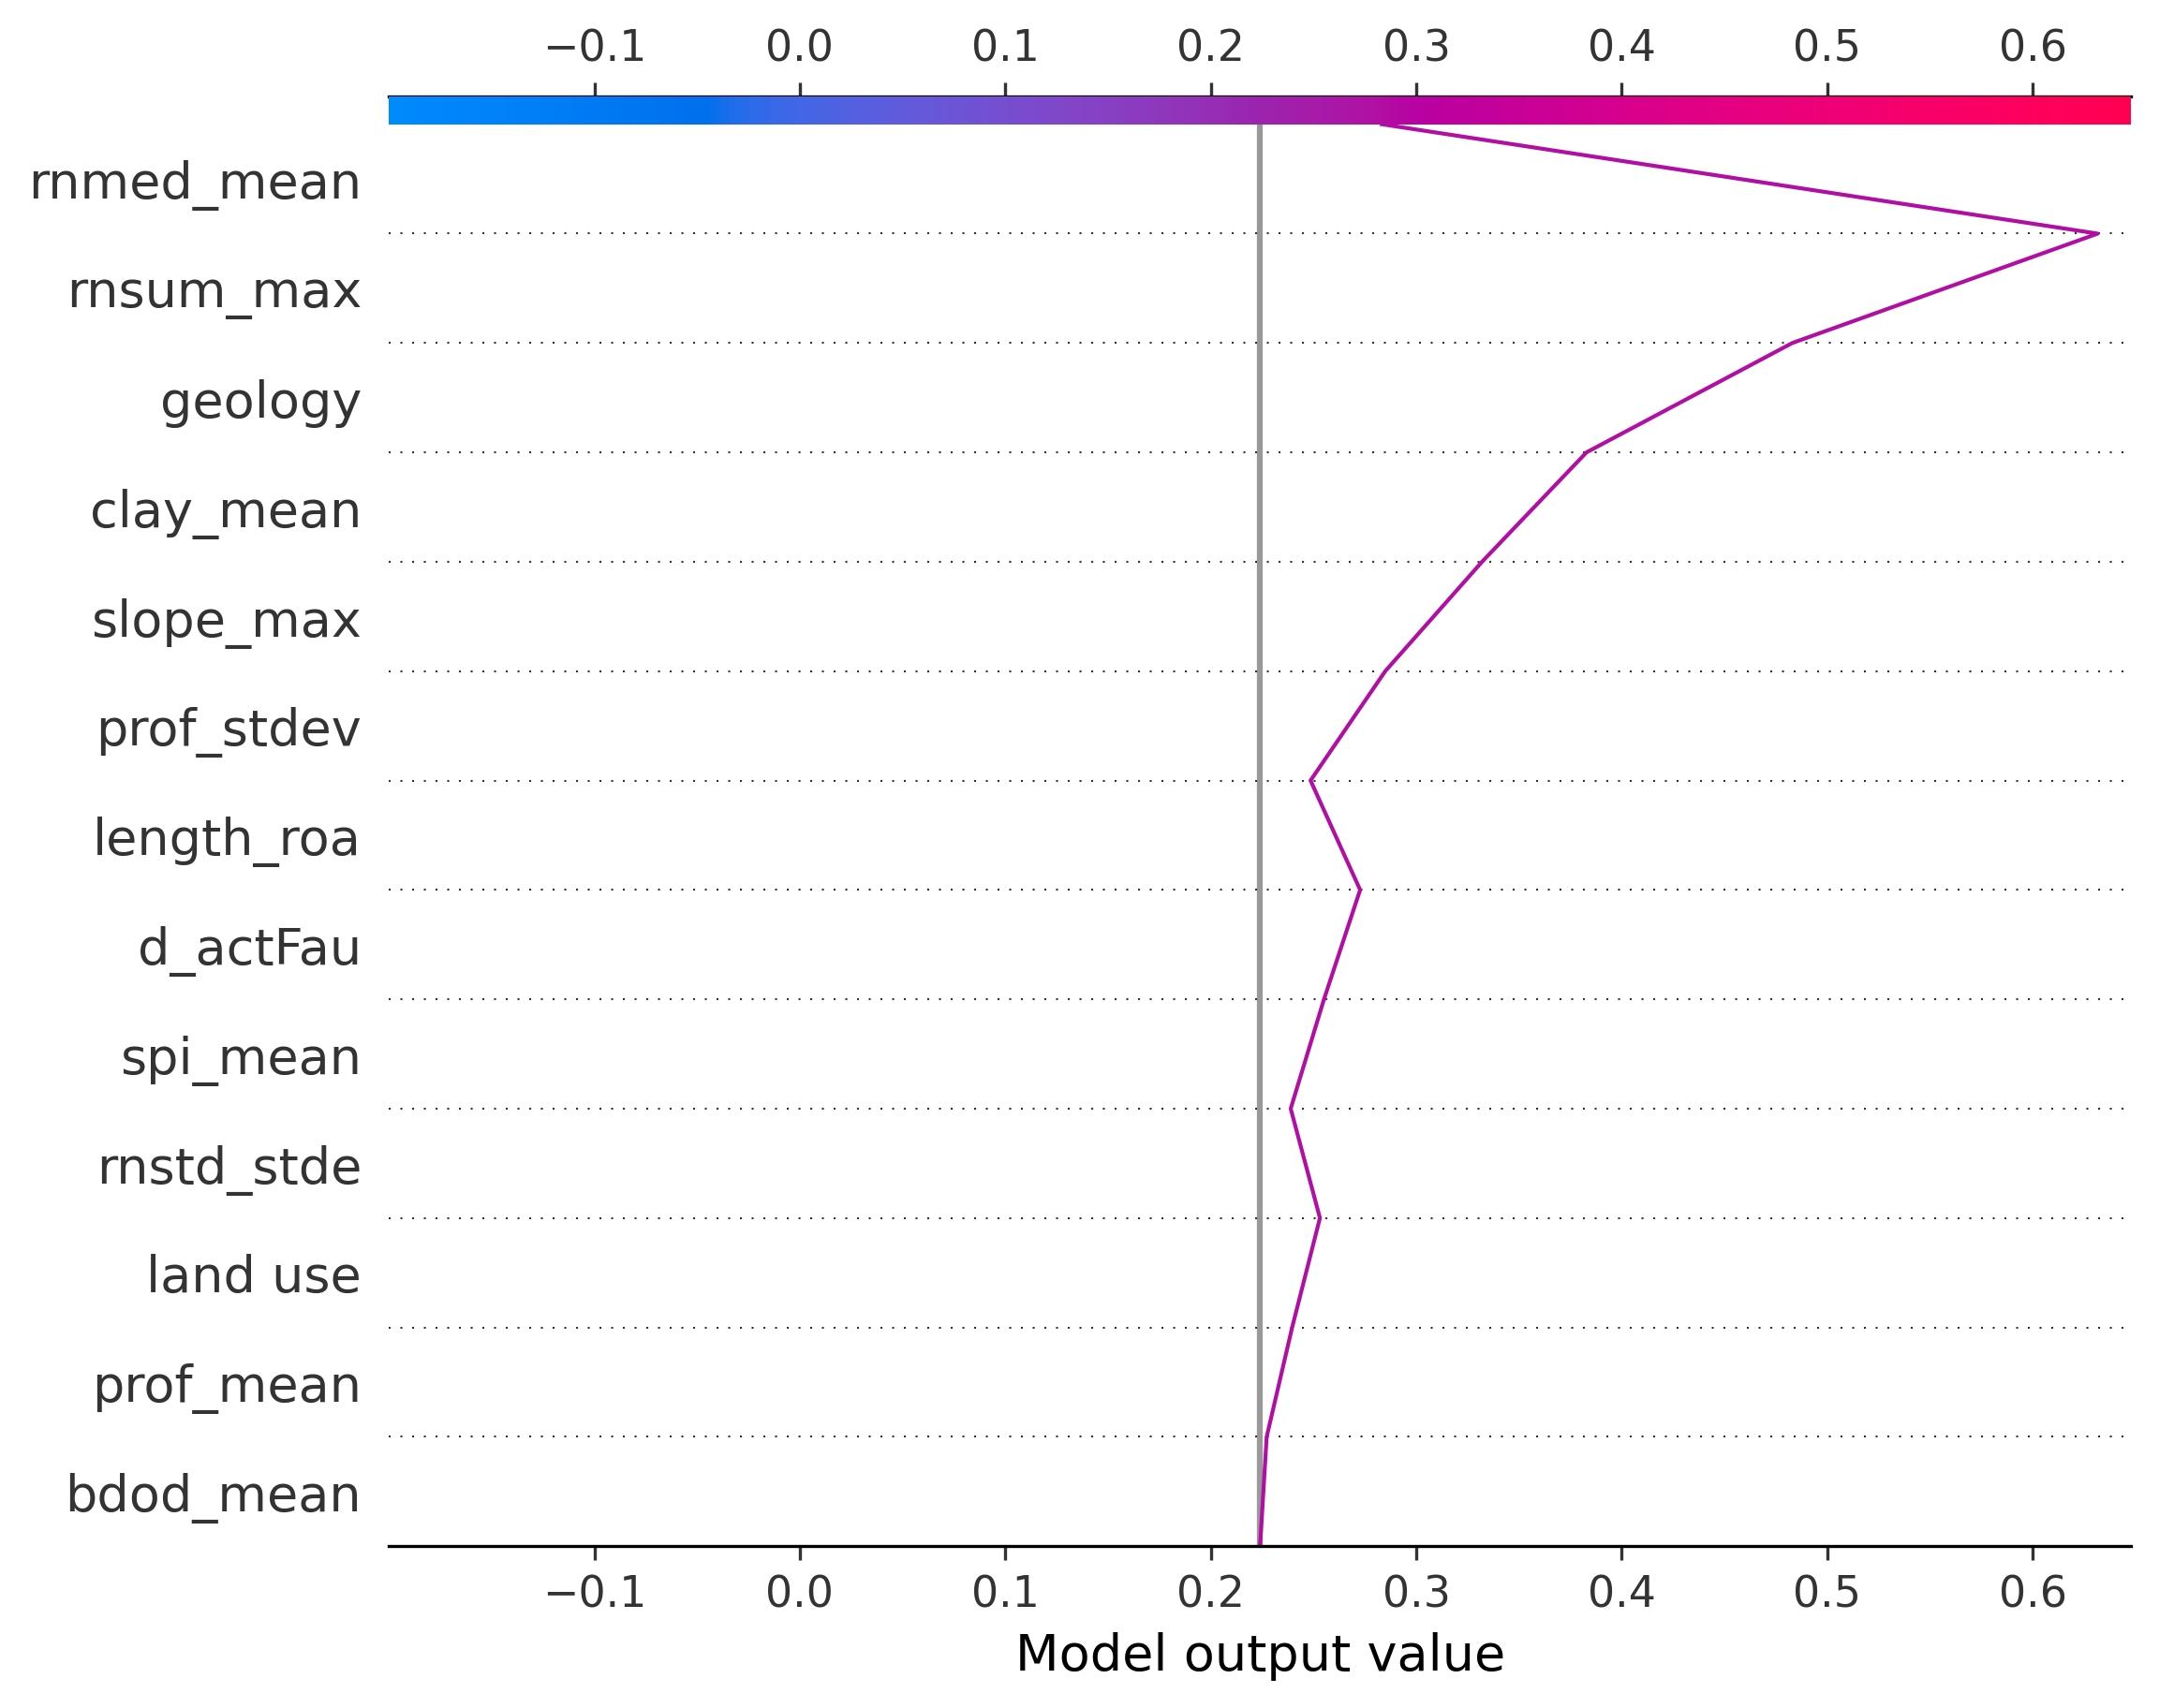 −0.1 0.0 0.1 0.2 0.3 0.4 0.5 0.6
rnmed_mean
rnsum_max
geology
clay_mean
slope_max
prof_stdev
length_roa
d_actFau
spi_mean
rnstd_stde
land use
prof_mean
bdod_mean
−0.1 0.0 0.1 0.2 0.3 0.4 0.5 0.6
Model output value